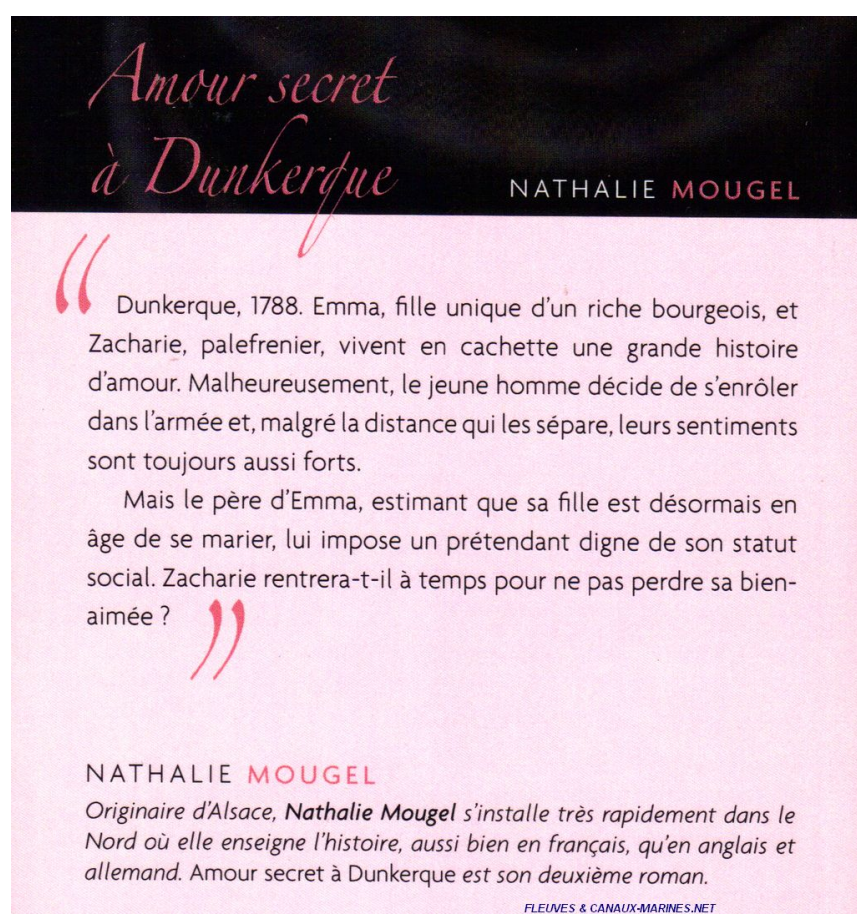 Amour secret
à Dunkerque
NATHALIE MOUGEL
“
Dunkerque, 1788. Emma, fille unique d’un riche bourgeois, et
Zacharie, palefrenier, vivent en cachette une grande histoire
d’amour. Malheureusement, le jeune homme décide de s’enrôler
dans l’armée et, malgré la distance qui les sépare, leurs sentiments
sont toujours aussi forts.
Mais le père d’Emma, estimant que sa fille est désormais en
âge de se marier, lui impose un prétendant digne de son statut
social. Zacharie rentrera-t-il à temps pour ne pas perdre sa bien-
aimée ? ”
NATHALIE MOUGEL
Originaire d’Alsace, Nathalie Mougel s’installe très rapidement dans le
Nord où elle enseigne l’histoire, aussi bien en français, qu’en anglais et
allemand. Amour secret à Dunkerque est son deuxième roman.
FLEUVES & CANAUX-MARINES.NET